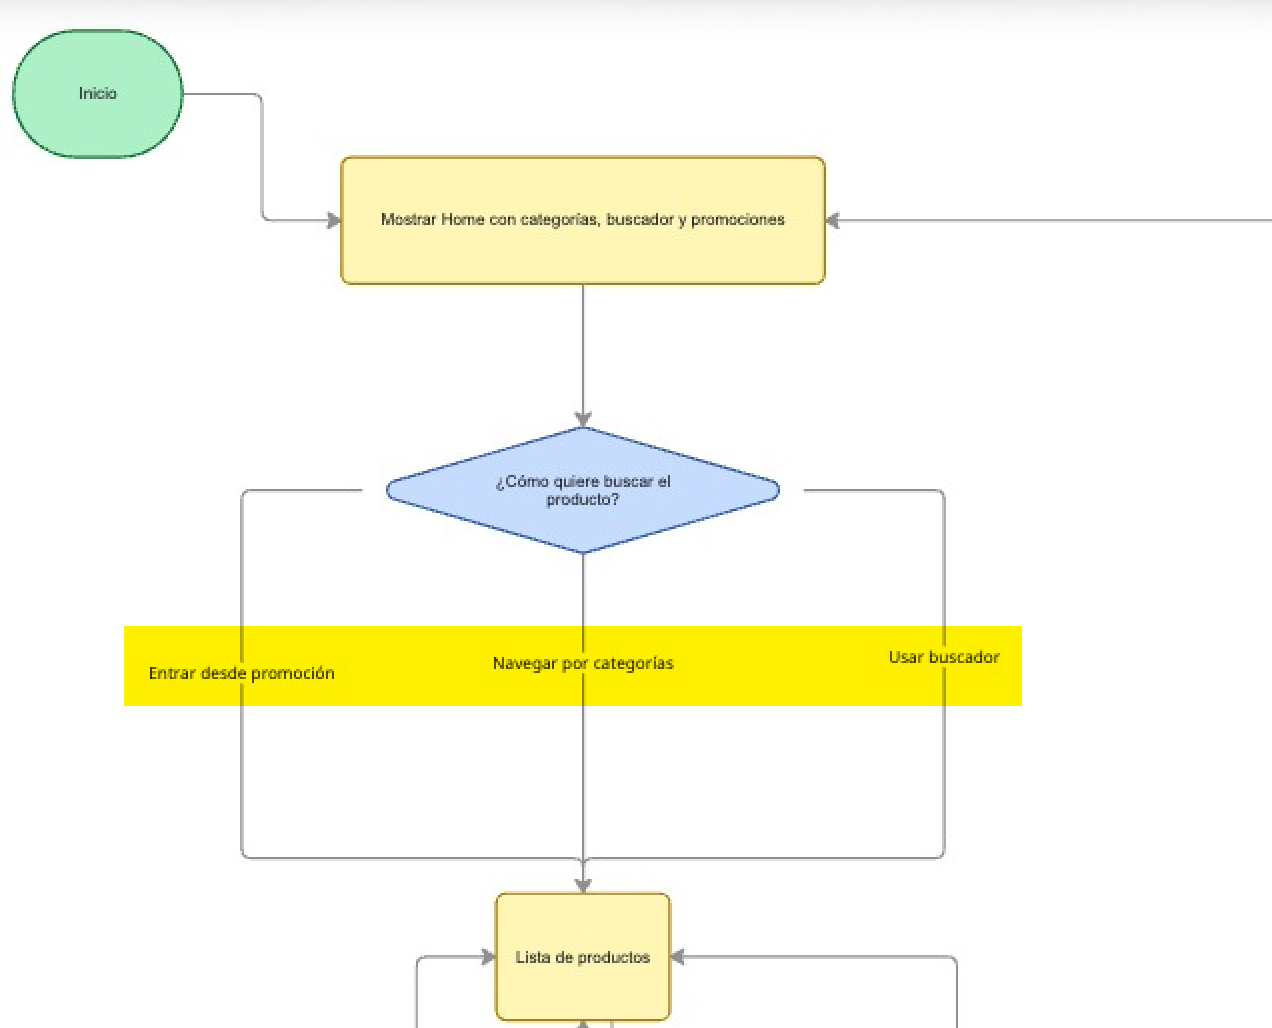 Inicio
Mostrar Home con categorías, buscador y promociones
¿Cómo quiere buscar el
producto?
Entrar desde promoción
Navegar por categorías
Usar buscador
Lista de productos